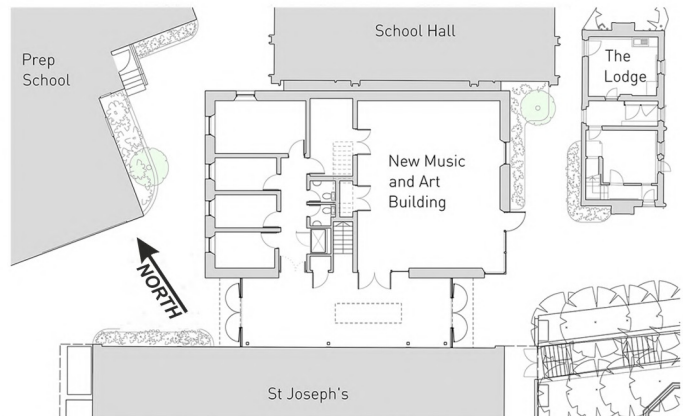 School Hall
Prep
School
The
Lodge
New Music
and Art
Building
NORTH
St Joseph's